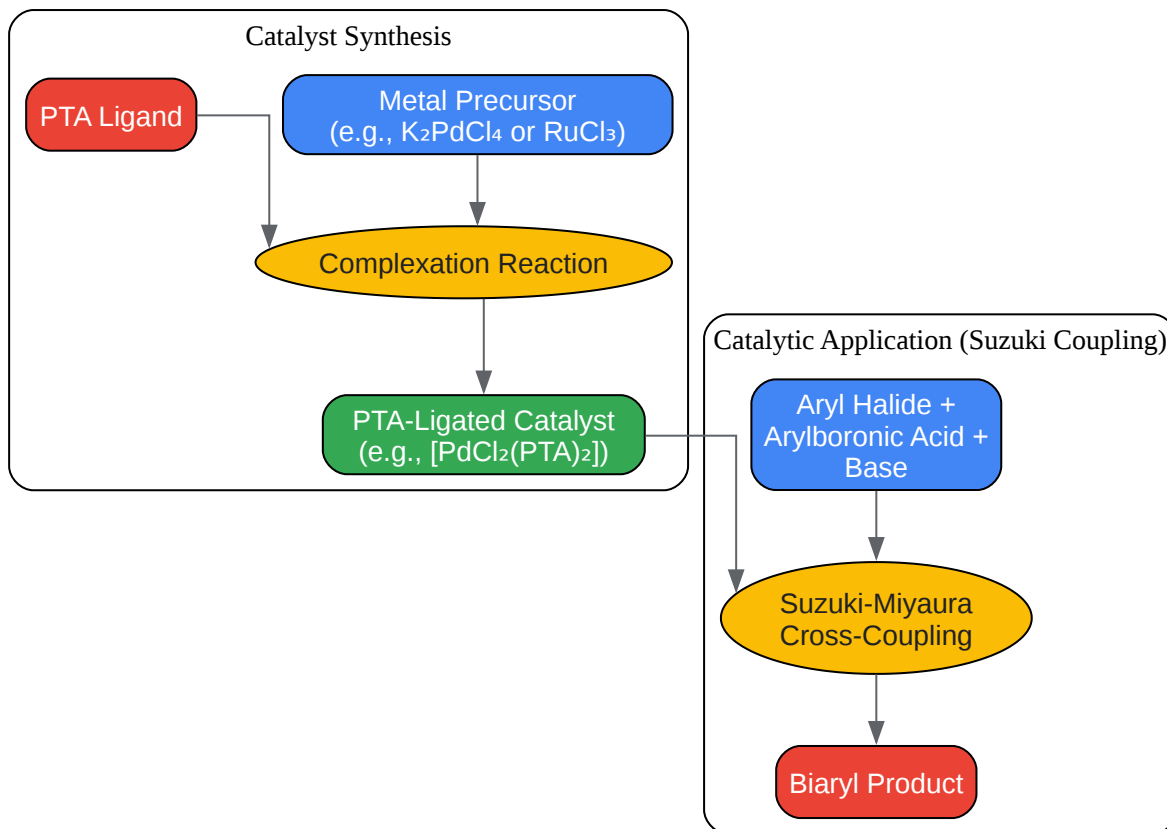 Catalyst Synthesis
PTA Ligand
Metal Precursor
(e.g., K₂PdCl₄ or RuCl₃)
Complexation Reaction
PTA-Ligated Catalyst
(e.g., [PdCl₂(PTA)₂])
Catalytic Application (Suzuki Coupling)
Aryl Halide +
Arylboronic Acid +
Base
Suzuki-Miyaura
Cross-Coupling
Biaryl Product